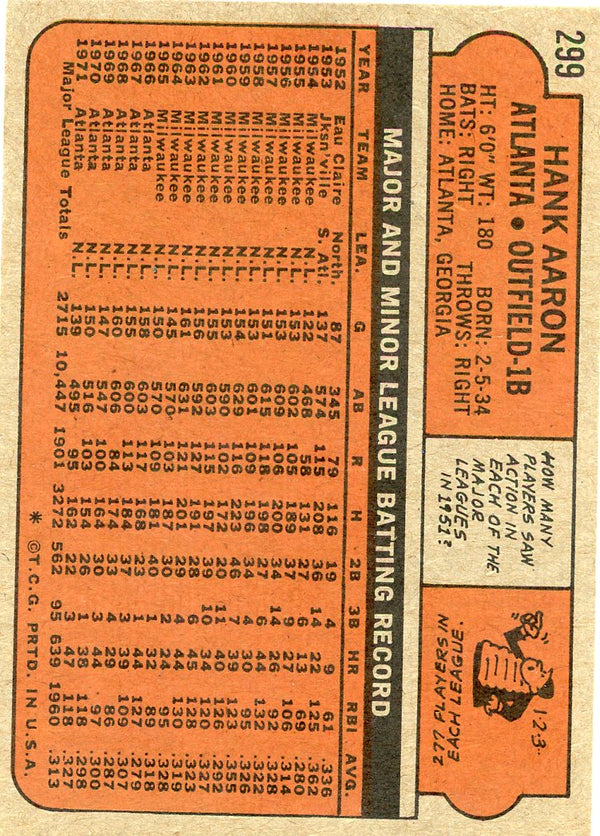 299
HANK AARON
ATLANTA • OUTFIELD-1B
HT: 6'0" WT: 180 BORN: 2-5-34
BATS: RIGHT THROWS: RIGHT
HOME: ATLANTA, GEORGIA
HOW MANY
PLAYERS SAW
ACTION IN
EACH OF THE
MAJOR
LEAGUES
IN 1951?
1-2-3--
277 PLAYERS IN
EACH LEAGUE.
MAJOR AND MINOR LEAGUE BATTING RECORD
YEAR TEAM LEA. G AB R H 2B 3B HR RBI AVG.
1952 Eau Claire North. 87 345 79 116 19 4 9 61 .336
1953 Jksn'ville S. Atl. 137 574 115 208 36 14 22 125 .362
1954 Milwaukee N.L. 122 468 58 131 27 6 13 69 .280
1955 Milwaukee N.L. 153 602 105 189 37 9 27 106 .314
1956 Milwaukee N.L. 153 609 106 200 34 14 26 92 .328
1957 Milwaukee N.L. 151 615 118 198 27 6 44 132 .322
1958 Milwaukee N.L. 153 601 109 196 34 4 30 95 .326
1959 Milwaukee N.L. 154 629 116 223 46 7 39 123 .355
1960 Milwaukee N.L. 153 590 102 172 20 11 40 126 .292
1961 Milwaukee N.L. 155 603 115 197 39 10 34 120 .327
1962 Milwaukee N.L. 156 592 127 191 28 6 45 128 .323
1963 Milwaukee N.L. 161 631 121 201 29 4 44 130 .319
1964 Milwaukee N.L. 145 570 103 187 30 2 24 95 .328
1965 Milwaukee N.L. 150 570 109 181 40 1 32 89 .318
1966 Atlanta N.L. 158 603 117 168 23 1 44 127 .279
1967 Atlanta N.L. 155 600 113 184 37 3 39 109 .307
1968 Atlanta N.L. 160 606 84 174 33 4 29 86 .287
1969 Atlanta N.L. 147 547 100 164 30 3 44 97 .300
1970 Atlanta N.L. 150 516 103 154 26 1 38 118 .298
1971 Atlanta N.L. 139 495 95 162 22 3 47 118 .327
Major League Totals 2715 10,447 1901 3272 562 95 639 1960 .313
* ©T.C.G. PRTD. IN U.S.A.